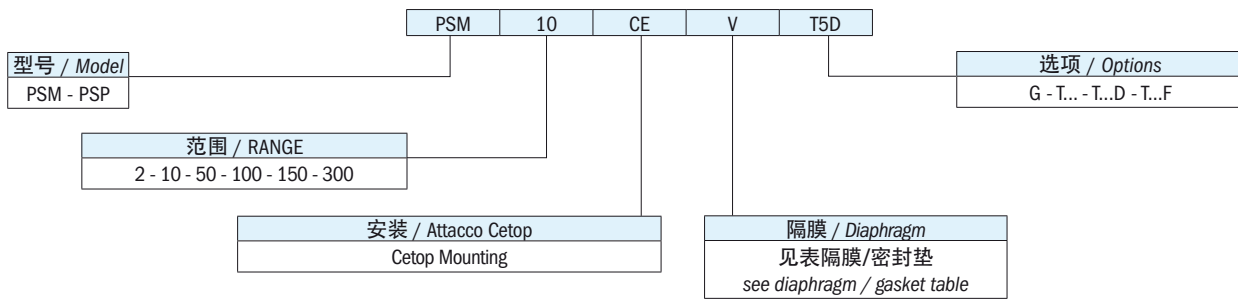 PSM 10 CE V T5D
型号 / Model
PSM - PSP
选项 / Options
G - T... - T...D - T...F
范围 / RANGE
2 - 10 - 50 - 100 - 150 - 300
安装 / Attacco Cetop
Cetop Mounting
隔膜 / Diaphragm
见表隔膜/密封垫
see diaphragm / gasket table